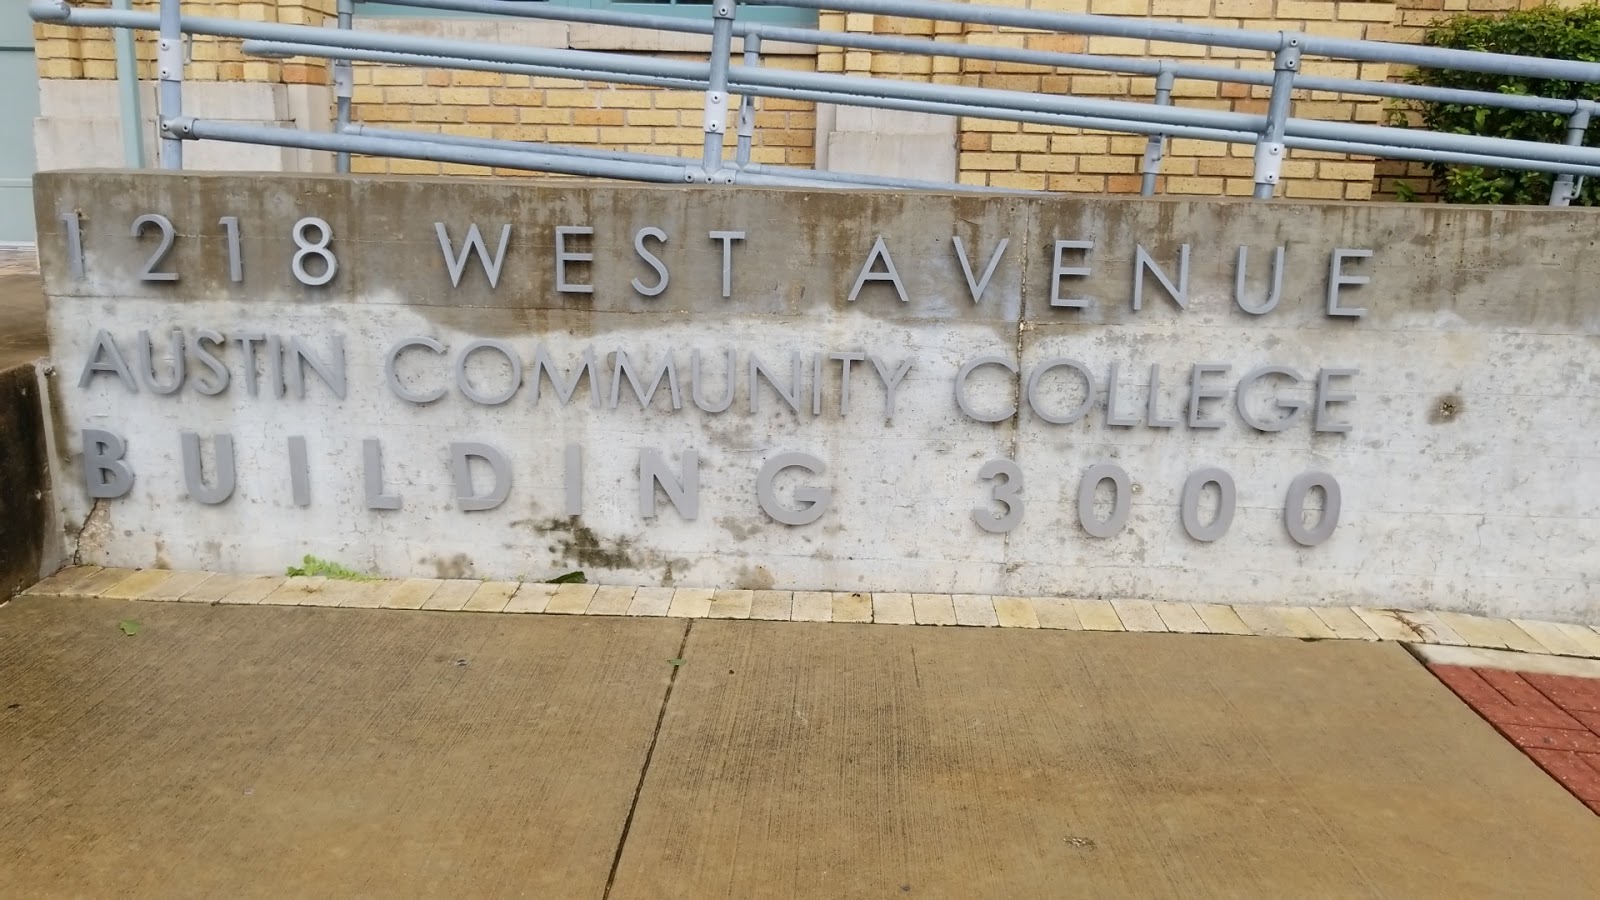 1218 WEST AVENUE
AUSTIN COMMUNITY COLLEGE
BUILDING 3000